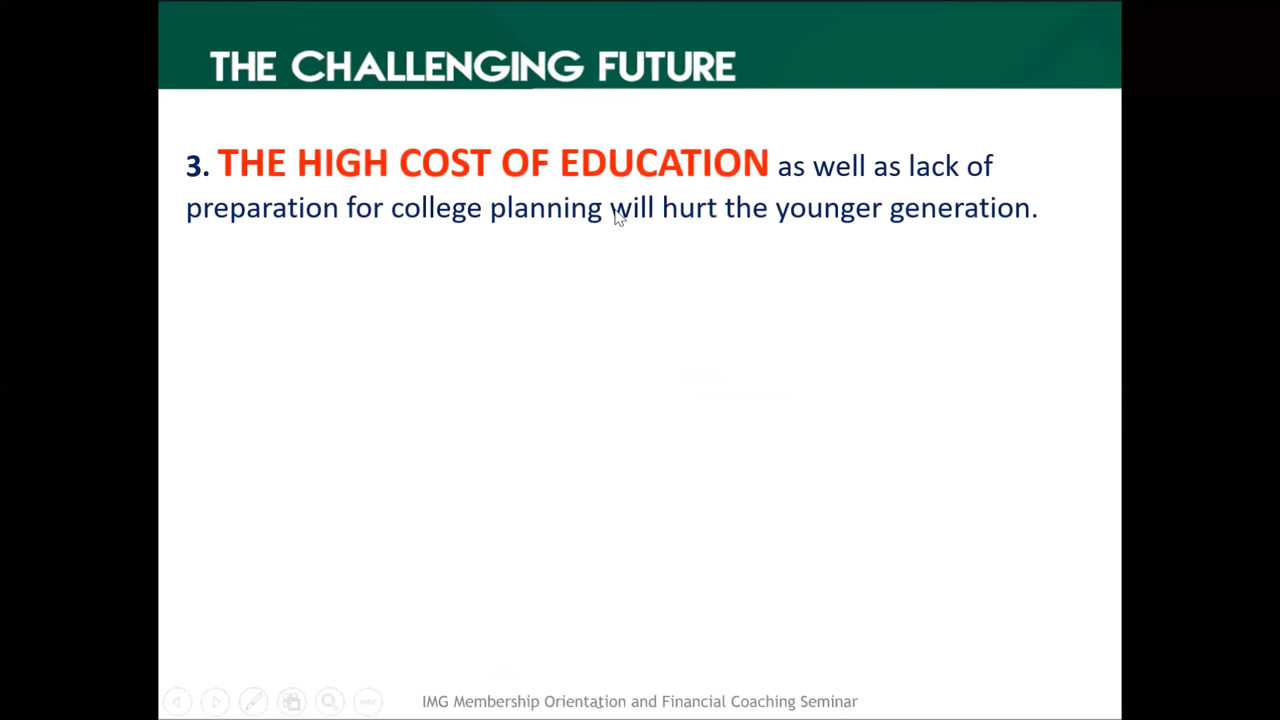 THE CHALLENGING FUTURE
3. THE HIGH COST OF EDUCATION as well as lack of
preparation for college planning will hurt the younger generation.
IMG Membership Orientation and Financial Coaching Seminar